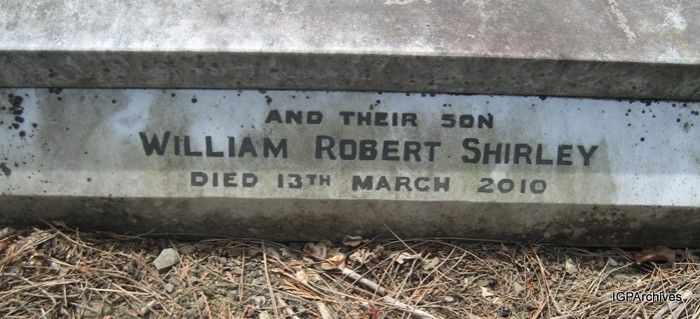 AND THEIR SON
WILLIAM ROBERT SHIRLEY
DIED 13TH MARCH 2010
IGPArchives